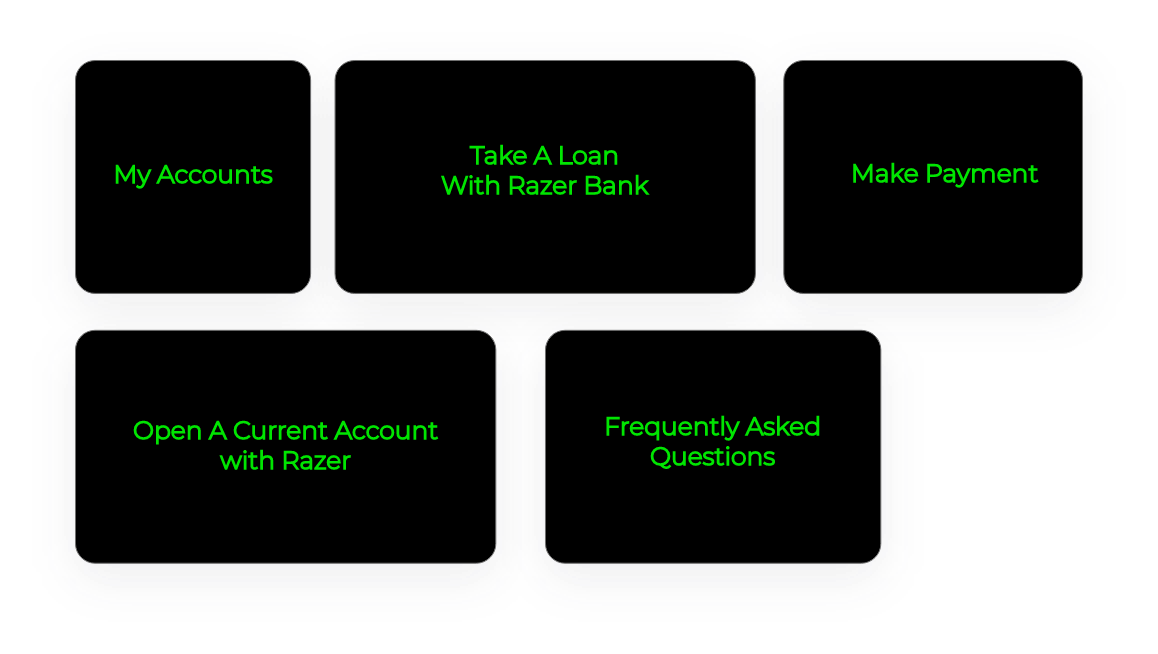 My Accounts
Take A Loan
With Razer Bank
Make Payment
Open A Current Account
with Razer
Frequently Asked
Questions